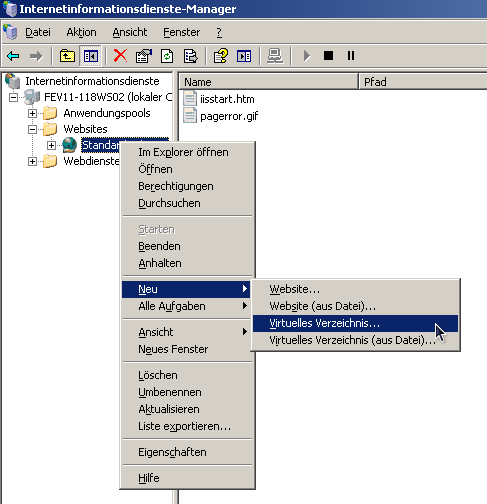 Internetinformationsdienste-Manager
Datei Aktion Ansicht Fenster ?
Internetinformationsdienste
FEV11-118WS02 (lokaler C
Anwendungspools
Websites
Standar
Webdienste
Name Pfad
iisstart.htm
pagerror.gif
Im Explorer öffnen
Öffnen
Berechtigungen
Durchsuchen
Starten
Beenden
Anhalten
Neu
Alle Aufgaben
Ansicht
Neues Fenster
Löschen
Umbenennen
Aktualisieren
Liste exportieren...
Eigenschaften
Hilfe
Website...
Website (aus Datei)...
Virtuelles Verzeichnis...
Virtuelles Verzeichnis (aus Datei)...